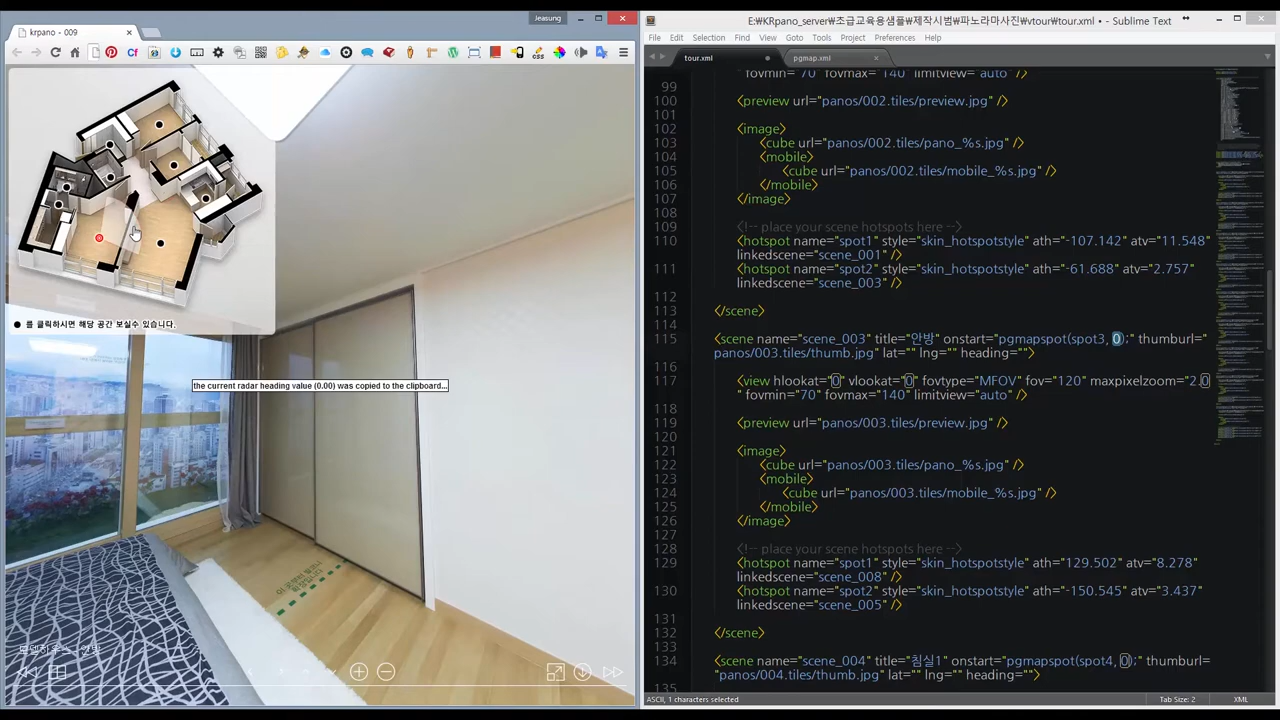 Jeasung
krpano - 009
● 를 클릭하시면 해당 공간 보실수 있습니다.
the current radar heading value (0.00) was copied to the clipboard...
E:\KRpano_server\초급교육용샘플\제작시범\파노라마사진\vtour\tour.xml • - Sublime Text
File Edit Selection Find View Goto Tools Project Preferences Help
tour.xml
pgmap.xml
fovmin="70" fovmax="140" limitview="auto" />
99
100 <preview url="panos/002.tiles/preview.jpg" />
101
102 <image>
103 <cube url="panos/002.tiles/pano_%s.jpg" />
104 <mobile>
105 <cube url="panos/002.tiles/mobile_%s.jpg" />
106 </mobile>
107 </image>
108
109 <!-- place your scene hotspots here -->
110 <hotspot name="spot1" style="skin_hotspotstyle" ath="-107.142" atv="-1.548"
linkedscene="scene_001" />
111 <hotspot name="spot2" style="skin_hotspotstyle" ath="-61.688" atv="2.757"
linkedscene="scene_003" />
112
113 </scene>
114
115 <scene name="scene_003" title="안방" onstart="pgmapspot(spot3, 0);" thumburl="
panos/003.tiles/thumb.jpg" lat="" lng="" heading="">
116
117 <view hlookat="0" vlookat="0" fovtype="MFOV" fov="120" maxpixelzoom="2.0
" fovmin="70" fovmax="140" limitview="auto" />
118
119 <preview url="panos/003.tiles/preview.jpg" />
120
121 <image>
122 <cube url="panos/003.tiles/pano_%s.jpg" />
123 <mobile>
124 <cube url="panos/003.tiles/mobile_%s.jpg" />
125 </mobile>
126 </image>
127
128 <!-- place your scene hotspots here -->
129 <hotspot name="spot1" style="skin_hotspotstyle" ath="129.502" atv="8.278"
linkedscene="scene_008" />
130 <hotspot name="spot2" style="skin_hotspotstyle" ath="-150.545" atv="3.437"
linkedscene="scene_005" />
131
132 </scene>
133
134 <scene name="scene_004" title="침실1" onstart="pgmapspot(spot4, 0);" thumburl=
"panos/004.tiles/thumb.jpg" lat="" lng="" heading="">
135
ASCII, 1 characters selected
Tab Size: 2
XML